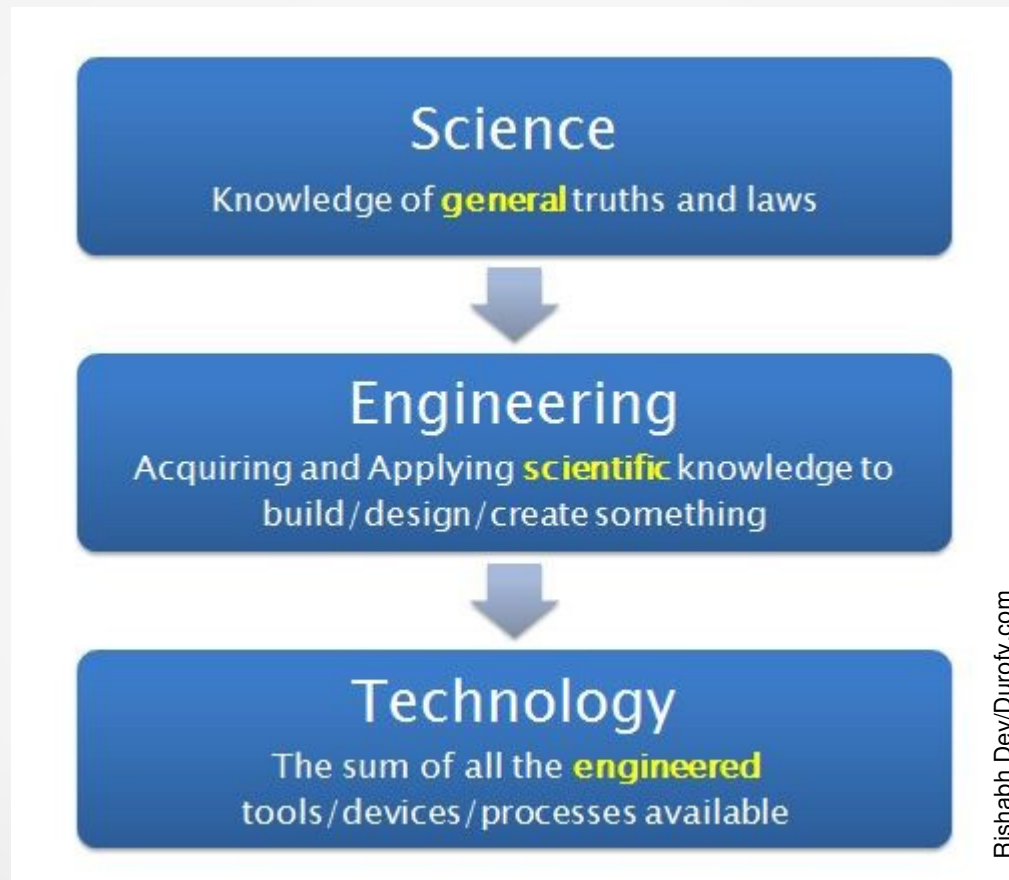 Science
Knowledge of general truths and laws
Engineering
Acquiring and Applying scientific knowledge to
build/design/create something
Technology
The sum of all the engineered
tools/devices/processes available
Rishabh Dev/Durofy.com